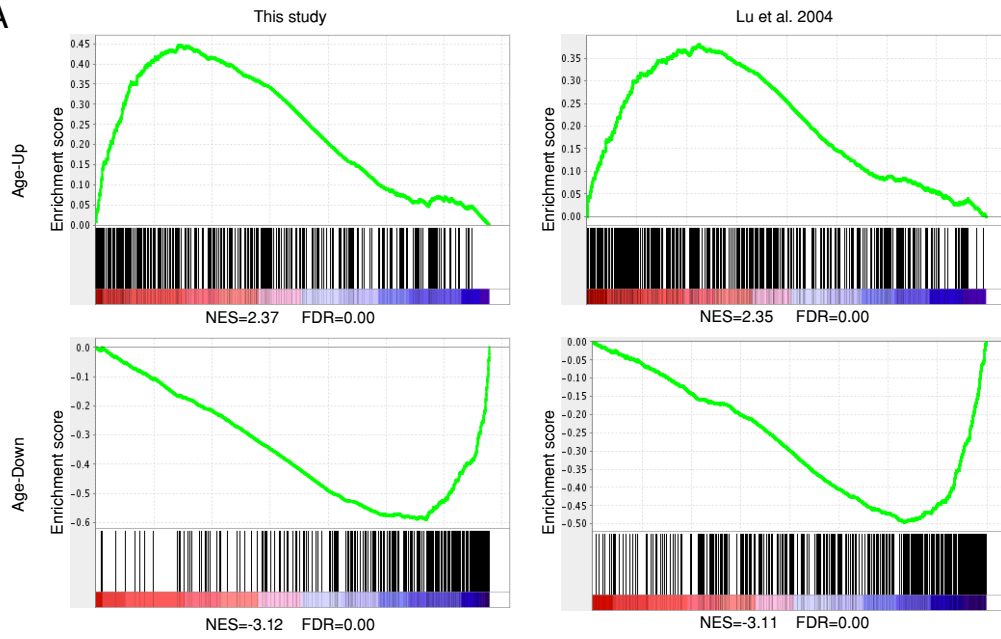 A
This study
Lu et al. 2004
Age-Up
Enrichment score
0.45
0.40
0.35
0.30
0.25
0.20
0.15
0.10
0.05
0.00
NES=2.37 FDR=0.00
Enrichment score
0.35
0.30
0.25
0.20
0.15
0.10
0.05
0.00
NES=2.35 FDR=0.00
Age-Down
Enrichment score
0.0
-0.1
-0.2
-0.3
-0.4
-0.5
-0.6
NES=-3.12 FDR=0.00
Enrichment score
0.00
-0.05
-0.10
-0.15
-0.20
-0.25
-0.30
-0.35
-0.40
-0.45
-0.50
NES=-3.11 FDR=0.00